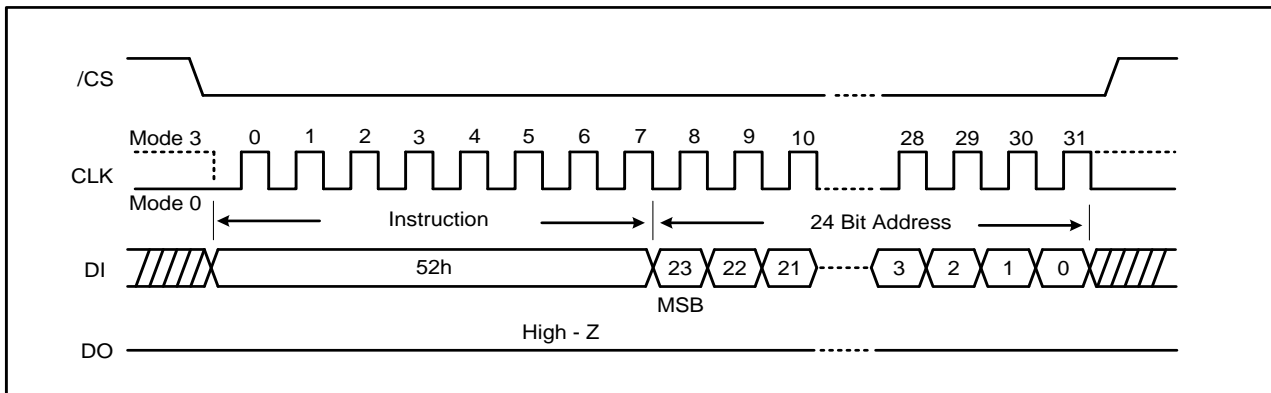 /CS
Mode 3 0 1 2 3 4 5 6 7 8 9 10 28 29 30 31
CLK
Mode 0
Instruction 24 Bit Address
DI 52h 23 22 21 3 2 1 0
MSB
High - Z
DO